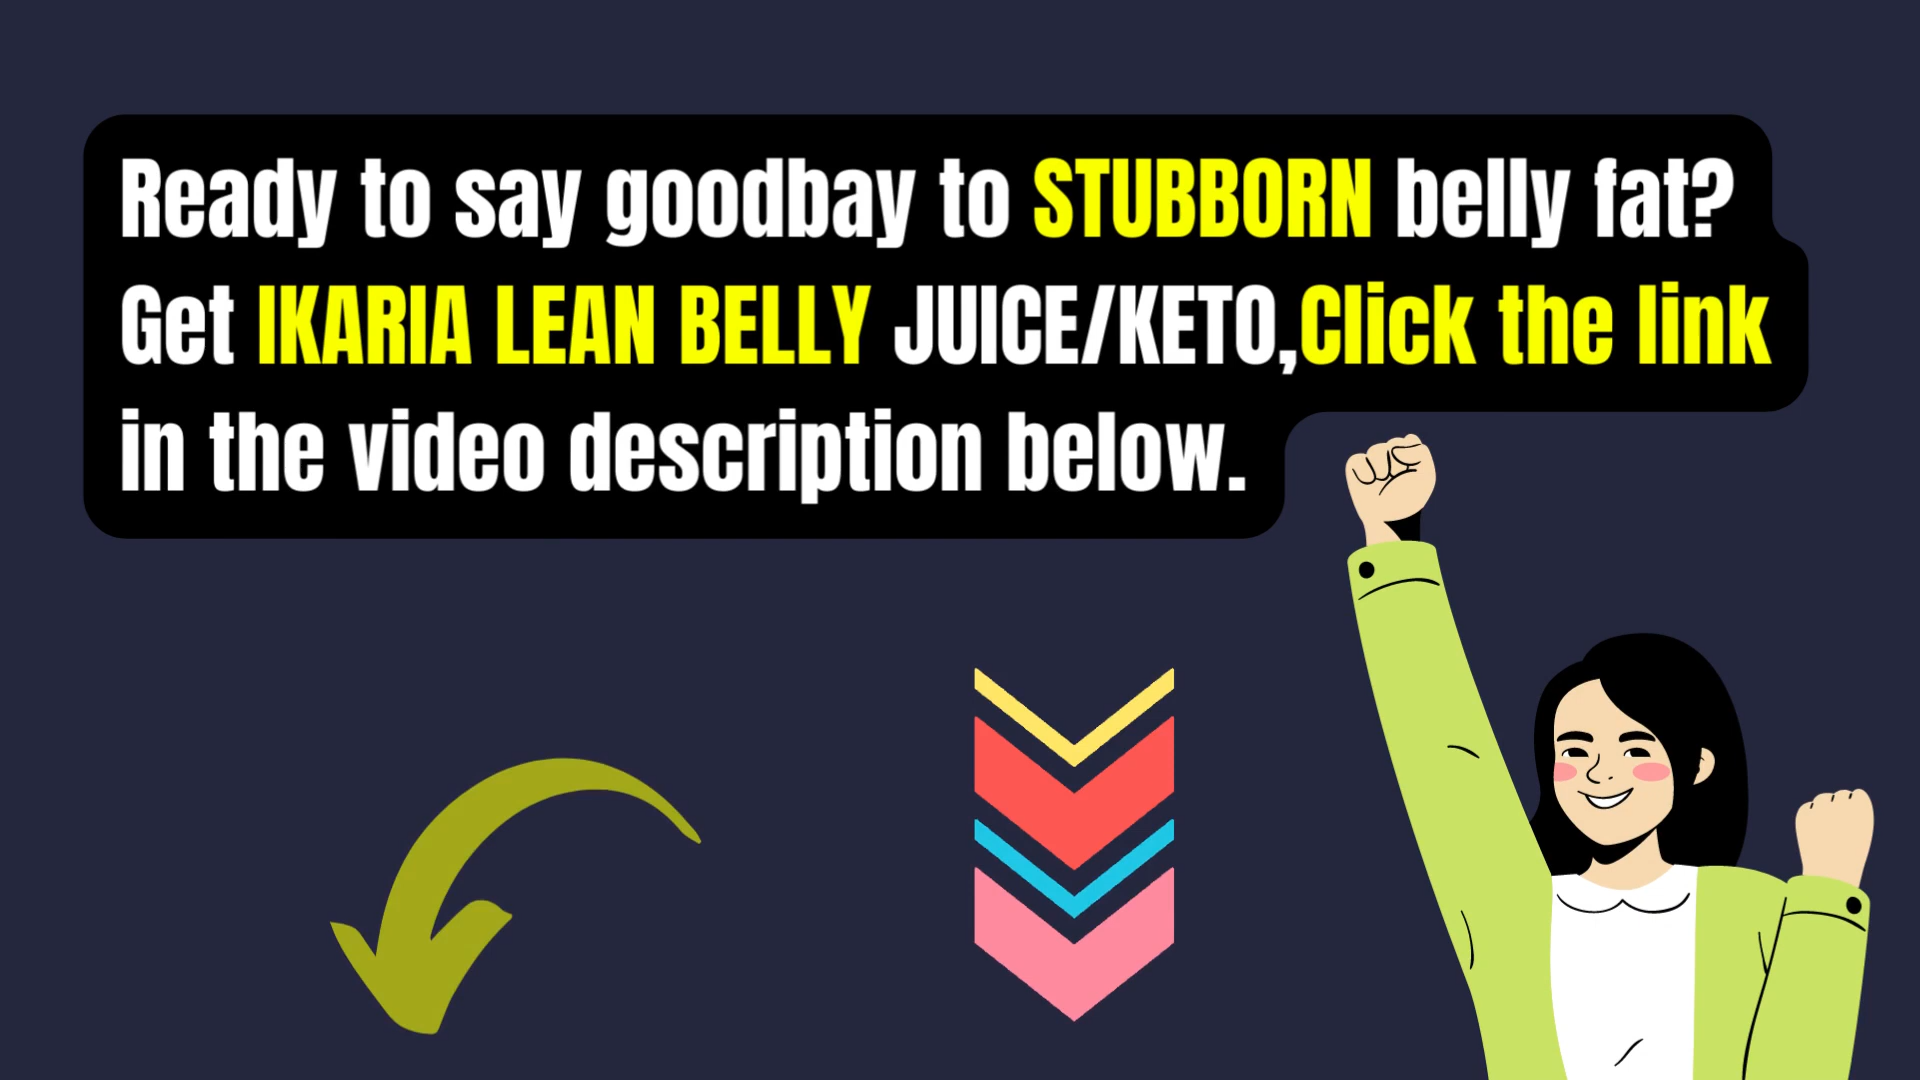 Ready to say goodbay to STUBBORN belly fat?
Get IKARIA LEAN BELLY JUICE/KETO,Click the link
in the video description below.